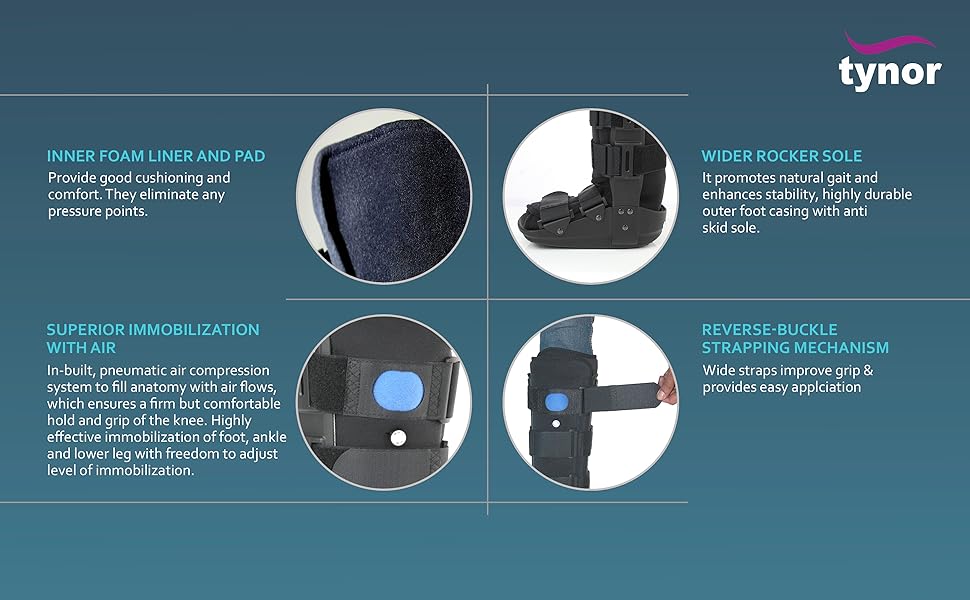 tynor
INNER FOAM LINER AND PAD
Provide good cushioning and
comfort. They eliminate any
pressure points.
WIDER ROCKER SOLE
It promotes natural gait and
enhances stability, highly durable
outer foot casing with anti
skid sole.
SUPERIOR IMMOBILIZATION
WITH AIR
In-built, pneumatic air compression
system to fill anatomy with air flows,
which ensures a firm but comfortable
hold and grip of the knee. Highly
effective immobilization of foot, ankle
and lower leg with freedom to adjust
level of immobilization.
REVERSE-BUCKLE
STRAPPING MECHANISM
Wide straps improve grip &
provides easy applciation